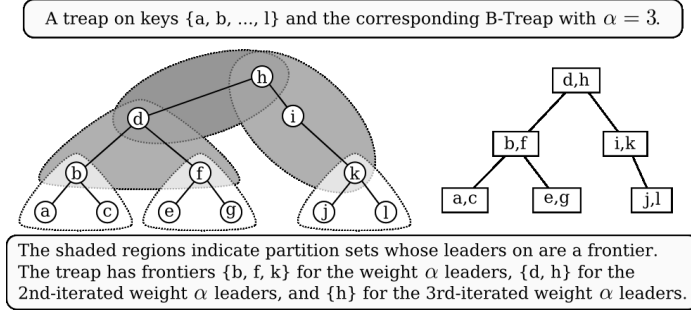 A treap on keys {a, b, ..., l} and the corresponding B-Treap with α = 3.
h
d
i
b
f
k
a
c
e
g
j
l
d,h
b,f
i,k
a,c
e,g
j,l
The shaded regions indicate partition sets whose leaders on are a frontier.
The treap has frontiers {b, f, k} for the weight α leaders, {d, h} for the
2nd-iterated weight α leaders, and {h} for the 3rd-iterated weight α leaders.